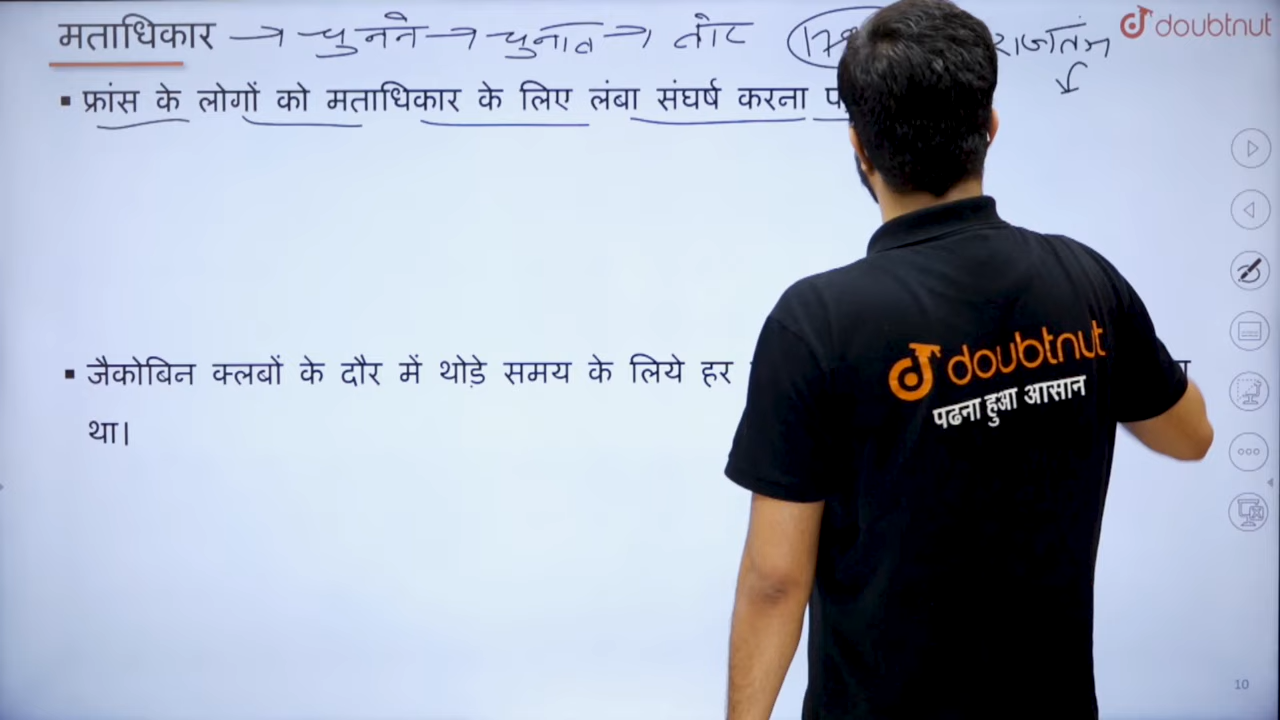 मताधिकार → चुनने → चुनाव → वोट राजतंत्र
doubtnut
▪ फ्रांस के लोगों को मताधिकार के लिए लंबा संघर्ष करना
doubtnut
पढना हुआ आसान
▪ जैकोबिन क्लबों के दौर में थोड़े समय के लिये हर
था।
10